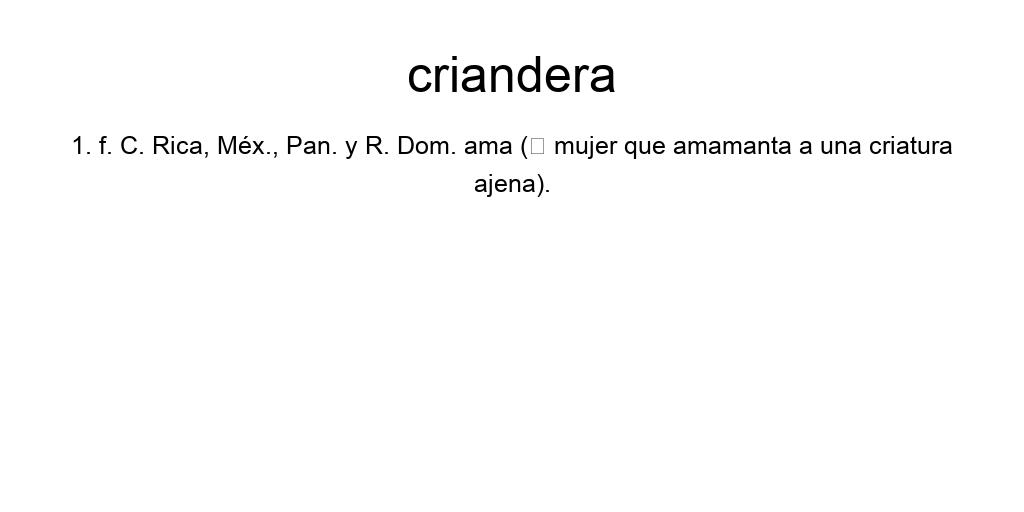 criandera
1. f. C. Rica, Méx., Pan. y R. Dom. ama (□ mujer que amamanta a una criatura
ajena).